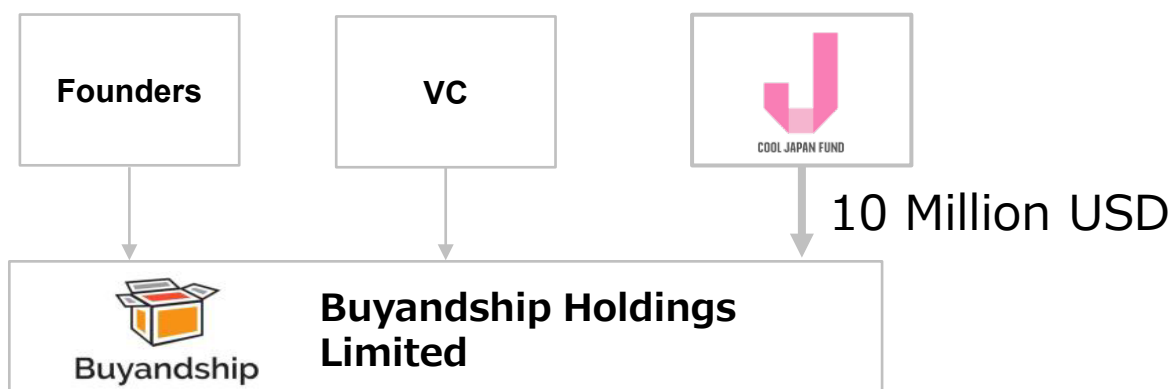 Founders
VC
COOL JAPAN FUND
10 Million USD
Buyandship
Buyandship Holdings
Limited